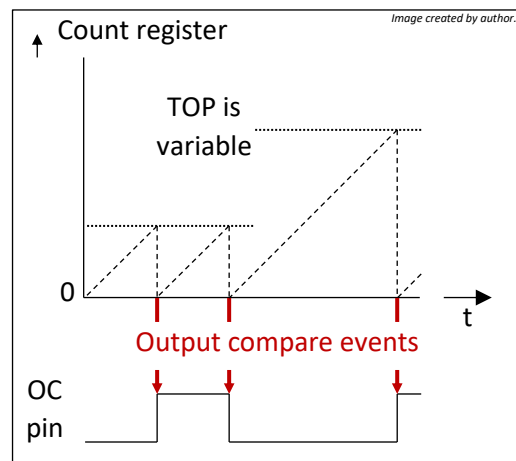 Image created by author.
Count register
TOP is
variable
0
t
Output compare events
OC
pin